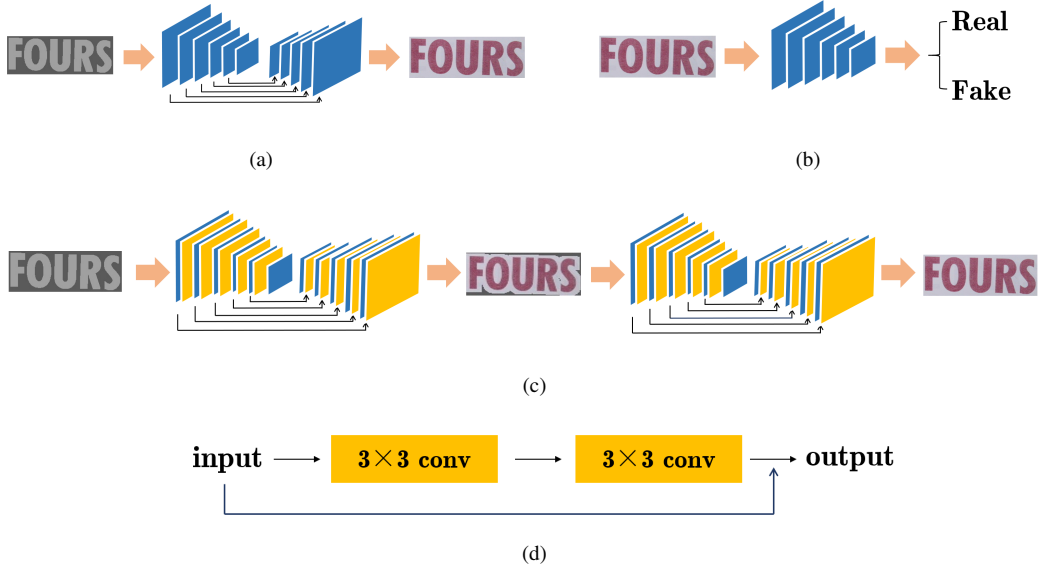 FOURS FOURS FOURS Real
Fake
(a) (b)
FOURS FOURS FOURS
(c)
input 3×3 conv 3×3 conv output
(d)